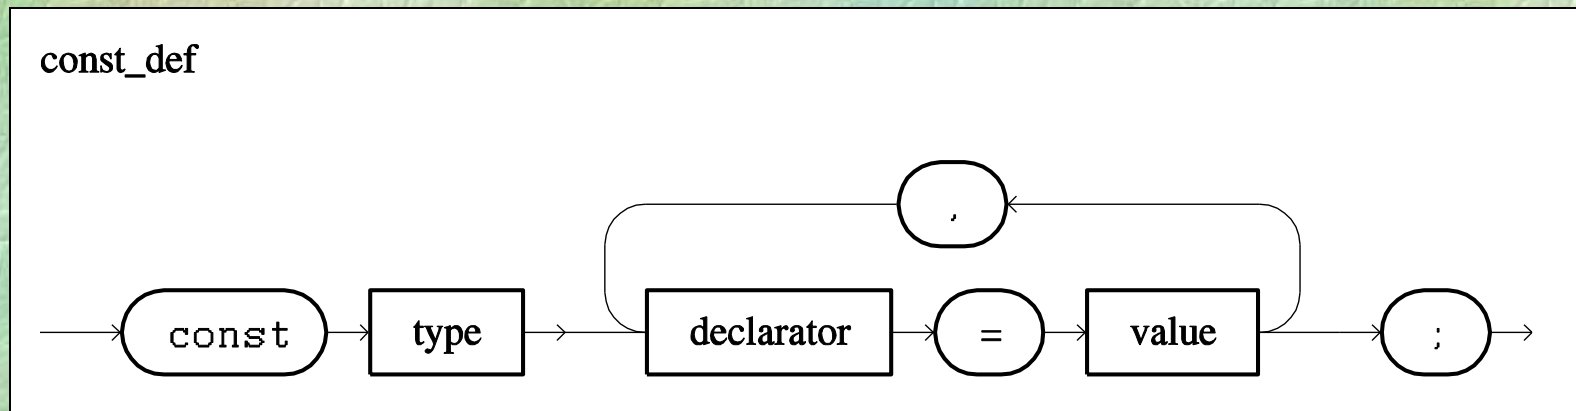 const_def
,
const type declarator = value ;